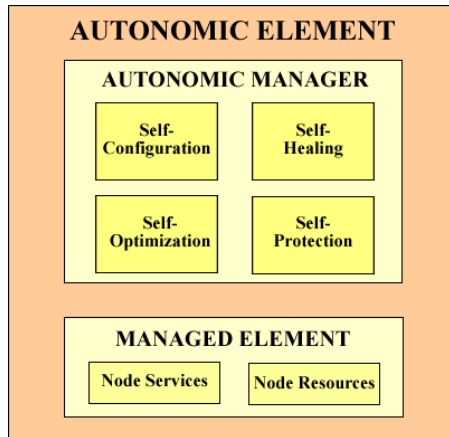 AUTONOMIC ELEMENT
AUTONOMIC MANAGER
Self-
Configuration
Self-
Healing
Self-
Optimization
Self-
Protection
MANAGED ELEMENT
Node Services
Node Resources